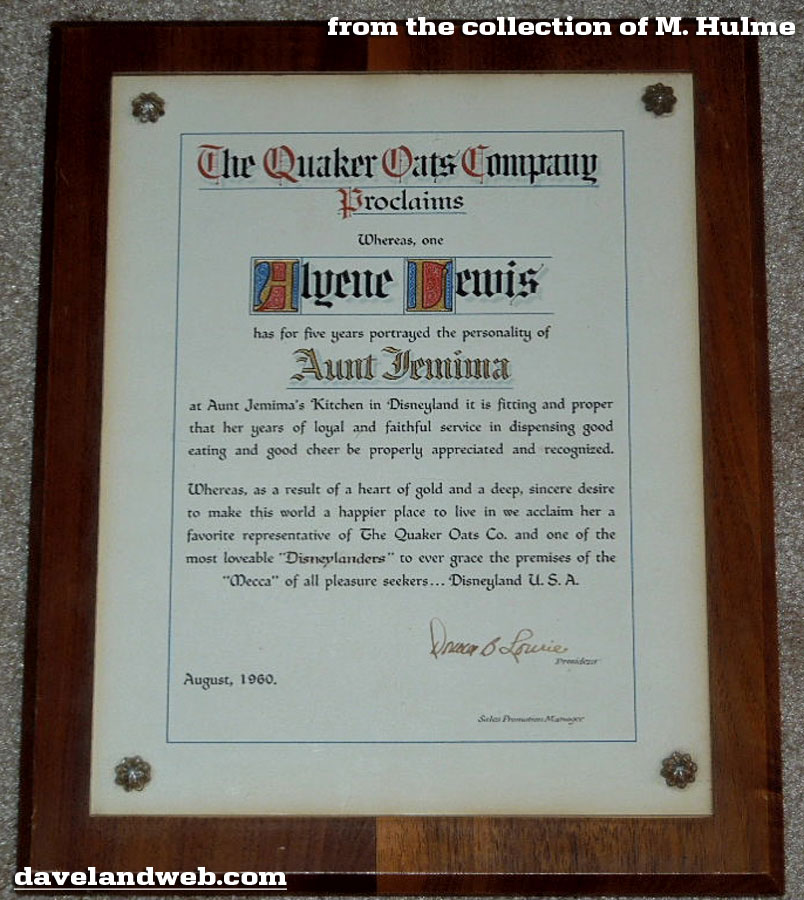 from the collection of M. Hulme
The Quaker Oats Company
Proclaims
Whereas, one
Alyene Lewis
has for five years portrayed the personality of
Aunt Jemima
at Aunt Jemima's Kitchen in Disneyland it is fitting and proper
that her years of loyal and faithful service in dispensing good
eating and good cheer be properly appreciated and recognized.
Whereas, as a result of a heart of gold and a deep, sincere desire
to make this world a happier place to live in we acclaim her a
favorite representative of The Quaker Oats Co. and one of the
most loveable "Disneylanders" to ever grace the premises of the
"Mecca" of all pleasure seekers... Disneyland U. S. A.
B Lourie
President
August, 1960.
Sales Promotion Manager
davelandweb.com